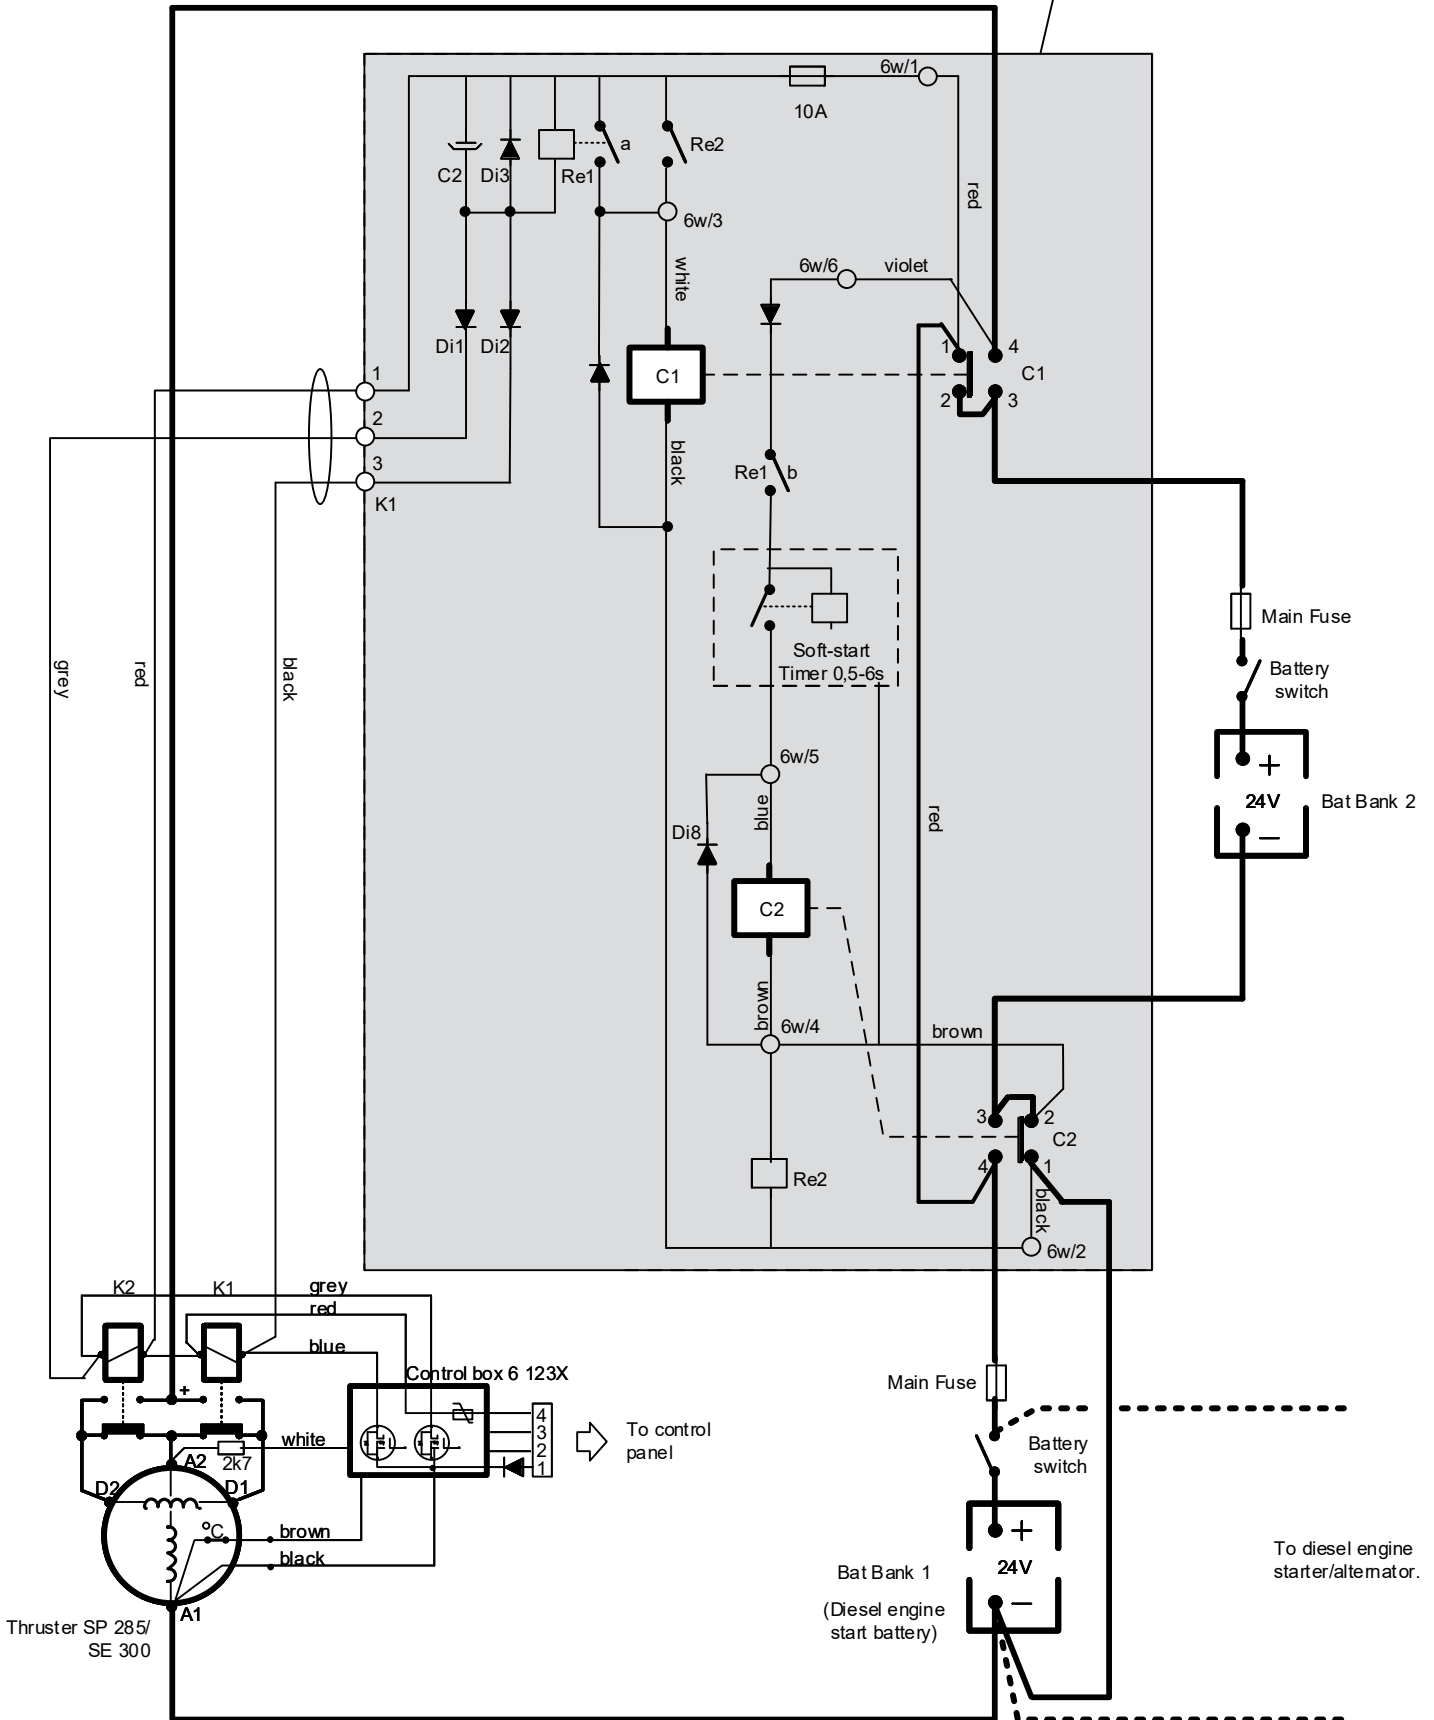 6w/1
10A
C2
Di3
Re1
a
Re2
6w/3
red
white
6w/6
violet
Di1
Di2
C1
1
4
C1
2
3
1
2
3
K1
black
Re1
b
Soft-start
Timer 0,5-6s
Main Fuse
Battery
switch
grey
red
black
6w/5
blue
Di8
red
+
24V
−
Bat Bank 2
C2
brown
6w/4
brown
3
2
C2
4
1
black
Re2
6w/2
K2
K1
grey
red
blue
Control box 6 123X
+
4
3
2
1
To control
panel
white
2k7
A2
D2
D1
°C
brown
black
A1
Thruster SP 285/
SE 300
Main Fuse
Battery
switch
+
24V
−
Bat Bank 1
(Diesel engine
start battery)
To diesel engine
starter/alternator.